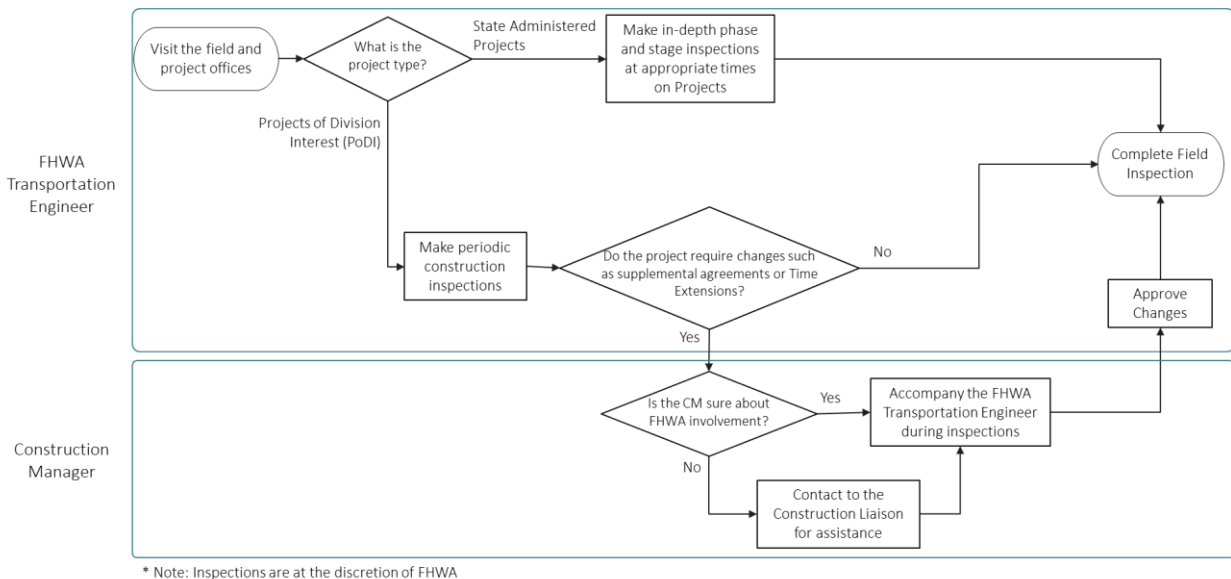 Visit the field and
project offices
What is the
project type?
State Administered
Projects
Make in-depth phase
and stage inspections
at appropriate times
on Projects
Projects of Division
Interest (PoDI)
Complete Field
Inspection
FHWA
Transportation
Engineer
Make periodic
construction
inspections
Do the project require changes such
as supplemental agreements or Time
Extensions?
No
Approve
Changes
Yes
Is the CM sure about
FHWA involvement?
Yes
Accompany the FHWA
Transportation Engineer
during inspections
Construction
Manager
No
Contact to the
Construction Liaison
for assistance
* Note: Inspections are at the discretion of FHWA